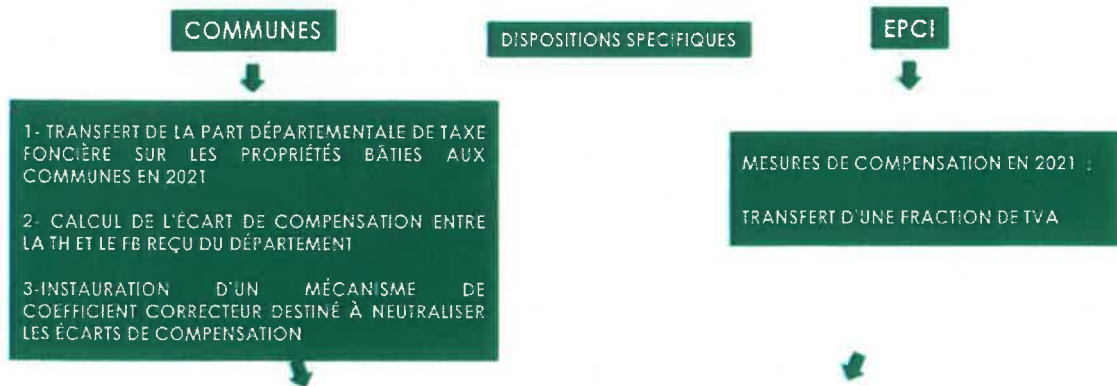 COMMUNES
DISPOSITIONS SPECIFIQUES
EPCI
1- TRANSFERT DE LA PART DÉPARTEMENTALE DE TAXE
FONCIÈRE SUR LES PROPRIÉTÉS BÂTIES AUX
COMMUNES EN 2021
2- CALCUL DE L'ÉCART DE COMPENSATION ENTRE
LA TH ET LE FB REÇU DU DÉPARTEMENT
3-INSTAURATION D'UN MÉCANISME DE
COEFFICIENT CORRECTEUR DESTINÉ À NEUTRALISER
LES ÉCARTS DE COMPENSATION
MESURES DE COMPENSATION EN 2021 :
TRANSFERT D'UNE FRACTION DE TVA